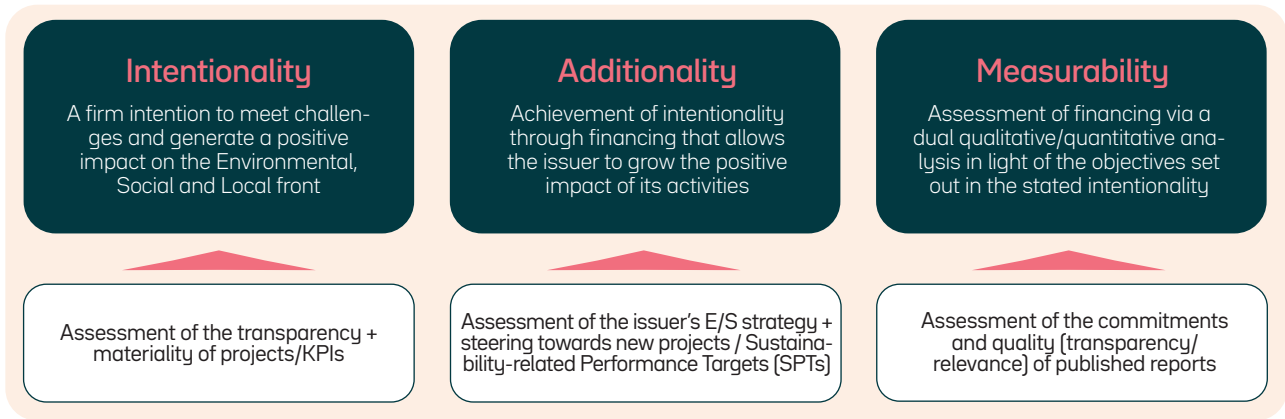 Intentionality
A firm intention to meet challen-
ges and generate a positive
impact on the Environmental,
Social and Local front
Assessment of the transparency +
materiality of projects/KPIs
Additionality
Achievement of intentionality
through financing that allows
the issuer to grow the positive
impact of its activities
Assessment of the issuer's E/S strategy +
steering towards new projects / Sustaina-
bility-related Performance Targets (SPTs)
Measurability
Assessment of financing via a
dual qualitative/quantitative ana-
lysis in light of the objectives set
out in the stated intentionality
Assessment of the commitments
and quality (transparency/
relevance) of published reports